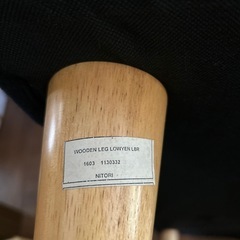 WOODEN LEG LOWYEN LBR
1603 1130332
NITORI